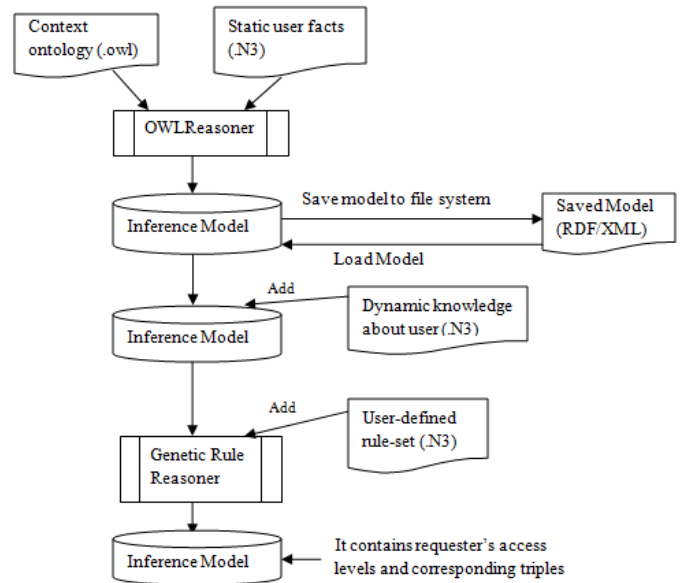 Context
ontology (.owl)
Static user facts
(.N3)
OWLReasoner
Inference Model
Save model to file system
Saved Model
(RDF/XML)
Load Model
Add
Dynamic knowledge
about user (.N3)
Inference Model
Add
User-defined
rule-set (.N3)
Genetic Rule
Reasoner
Inference Model
It contains requester's access
levels and corresponding triples